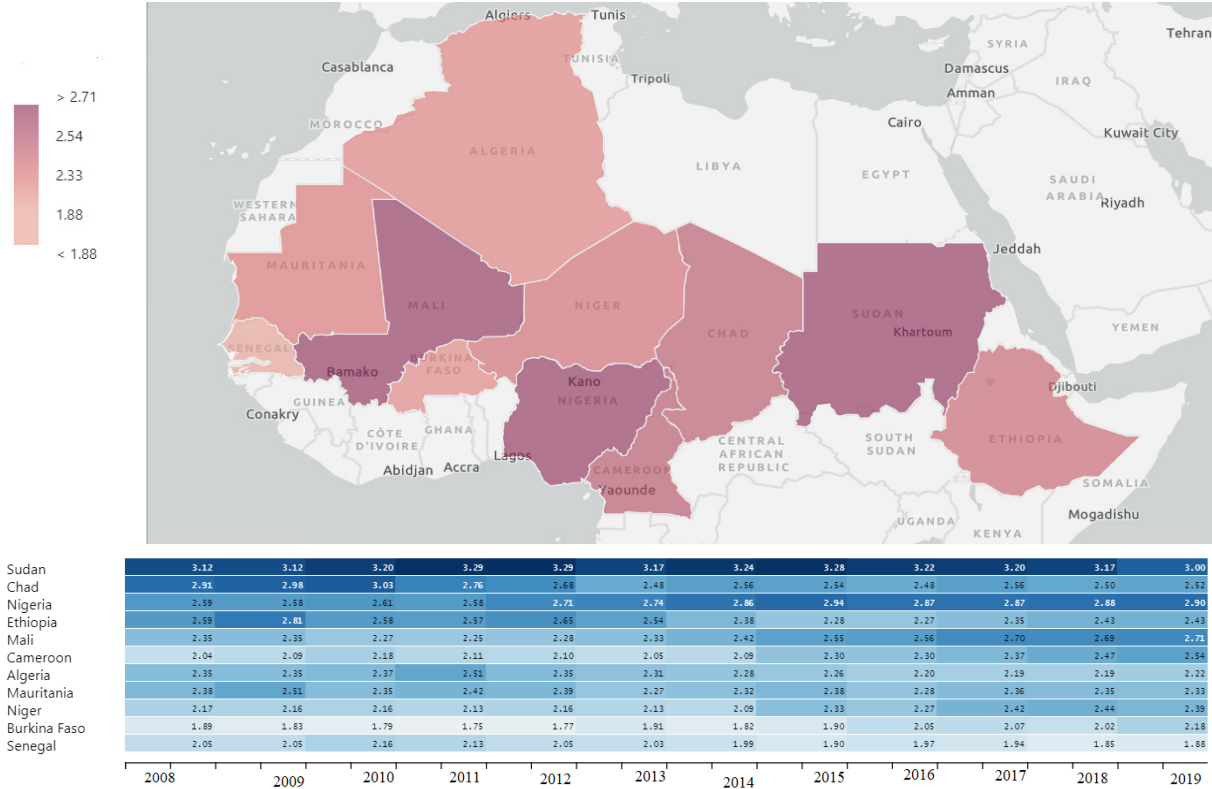 Algiers
Tunis
Tehran
SYRIA
TUNISIA
Casablanca
Damascus
Tripoli
IRAQ
Amman
> 2.71
MOROCCO
Cairo
Kuwait City
2.54
ALGERIA
LIBYA
EGYPT
SAUDI
ARABIA
2.33
WESTERN
SAHARA
Riyadh
1.88
Jeddah
< 1.88
MAURITANIA
MALI
NIGER
CHAD
SUDAN
Khartoum
YEMEN
SENEGAL
BURKINA
FASO
Bamako
Kano
NIGERIA
Djibouti
GUINEA
Conakry
CÔTE
D'IVOIRE
GHANA
CENTRAL
AFRICAN
REPUBLIC
SOUTH
SUDAN
ETHIOPIA
Lagos
Abidjan
Accra
CAMEROON
Yaounde
SOMALIA
Mogadishu
UGANDA
KENYA
Sudan 3.12 3.12 3.20 3.29 3.29 3.17 3.24 3.28 3.22 3.20 3.17 3.00
Chad 2.91 2.98 3.03 2.76 2.68 2.48 2.56 2.54 2.48 2.56 2.50 2.52
Nigeria 2.59 2.58 2.61 2.58 2.71 2.74 2.86 2.94 2.87 2.87 2.88 2.90
Ethiopia 2.59 2.81 2.58 2.57 2.65 2.54 2.38 2.28 2.27 2.35 2.43 2.43
Mali 2.35 2.35 2.27 2.25 2.28 2.33 2.42 2.55 2.56 2.70 2.69 2.71
Cameroon 2.04 2.09 2.18 2.11 2.10 2.05 2.09 2.30 2.30 2.37 2.47 2.54
Algeria 2.35 2.35 2.37 2.51 2.35 2.31 2.28 2.26 2.20 2.19 2.19 2.22
Mauritania 2.38 2.51 2.35 2.42 2.39 2.27 2.32 2.38 2.28 2.36 2.35 2.33
Niger 2.17 2.16 2.16 2.13 2.16 2.13 2.09 2.33 2.27 2.42 2.44 2.39
Burkina Faso 1.89 1.83 1.79 1.75 1.77 1.91 1.82 1.90 2.05 2.07 2.02 2.18
Senegal 2.05 2.05 2.16 2.13 2.05 2.03 1.99 1.90 1.97 1.94 1.85 1.88
2008 2009 2010 2011 2012 2013 2014 2015 2016 2017 2018 2019